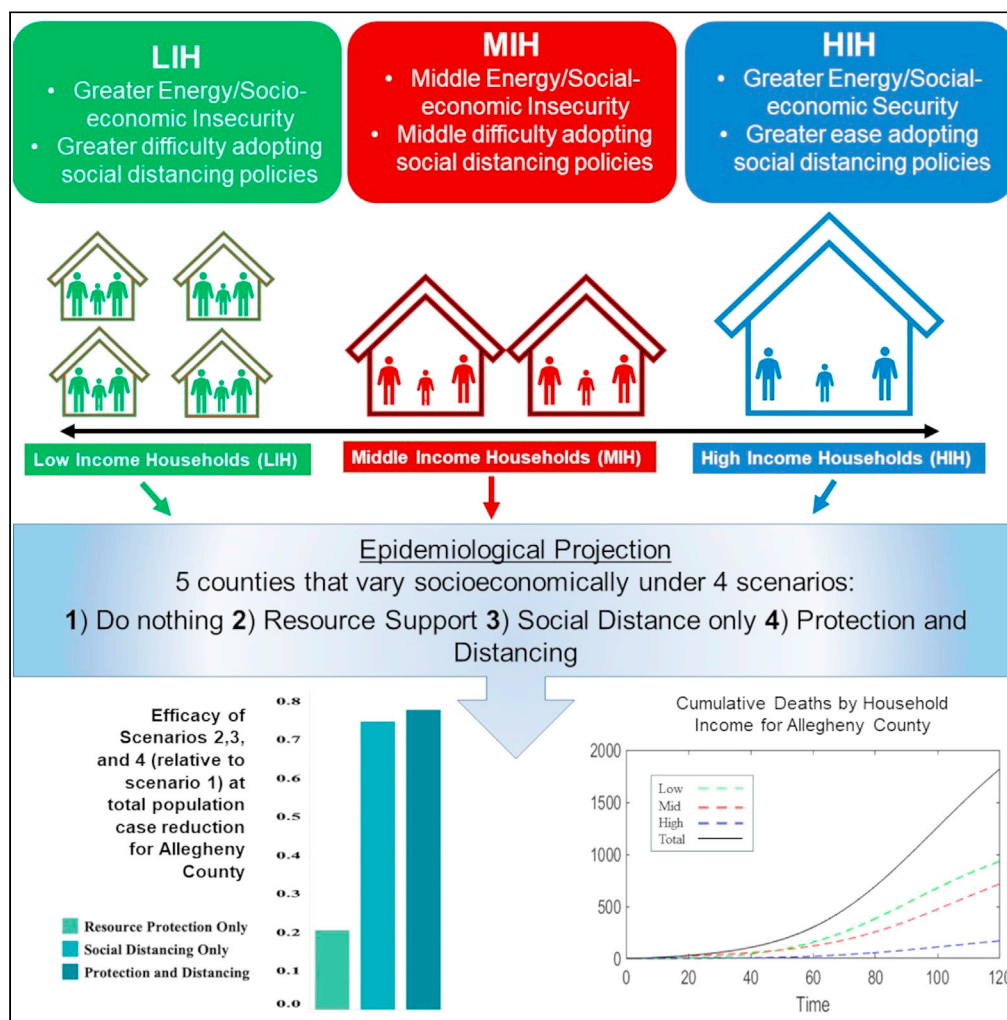 LIH
• Greater Energy/Socio-
economic Insecurity
• Greater difficulty adopting
social distancing policies
MIH
• Middle Energy/Social-
economic Insecurity
• Middle difficulty adopting
social distancing policies
HIH
• Greater Energy/Social-
economic Security
• Greater ease adopting
social distancing policies
Low Income Households (LIH)
Middle Income Households (MIH)
High Income Households (HIH)
Epidemiological Projection
5 counties that vary socioeconomically under 4 scenarios:
1) Do nothing 2) Resource Support 3) Social Distance only 4) Protection and
Distancing
Efficacy of
Scenarios 2,3,
and 4 (relative to
scenario 1) at
total population
case reduction
for Allegheny
County
Resource Protection Only
Social Distancing Only
Protection and Distancing
0.8
0.7
0.6
0.5
0.4
0.3
0.2
0.1
0.0
Cumulative Deaths by Household
Income for Allegheny County
2000
1500
1000
500
0
Low
Mid
High
Total
0 20 40 60 80 100 120
Time